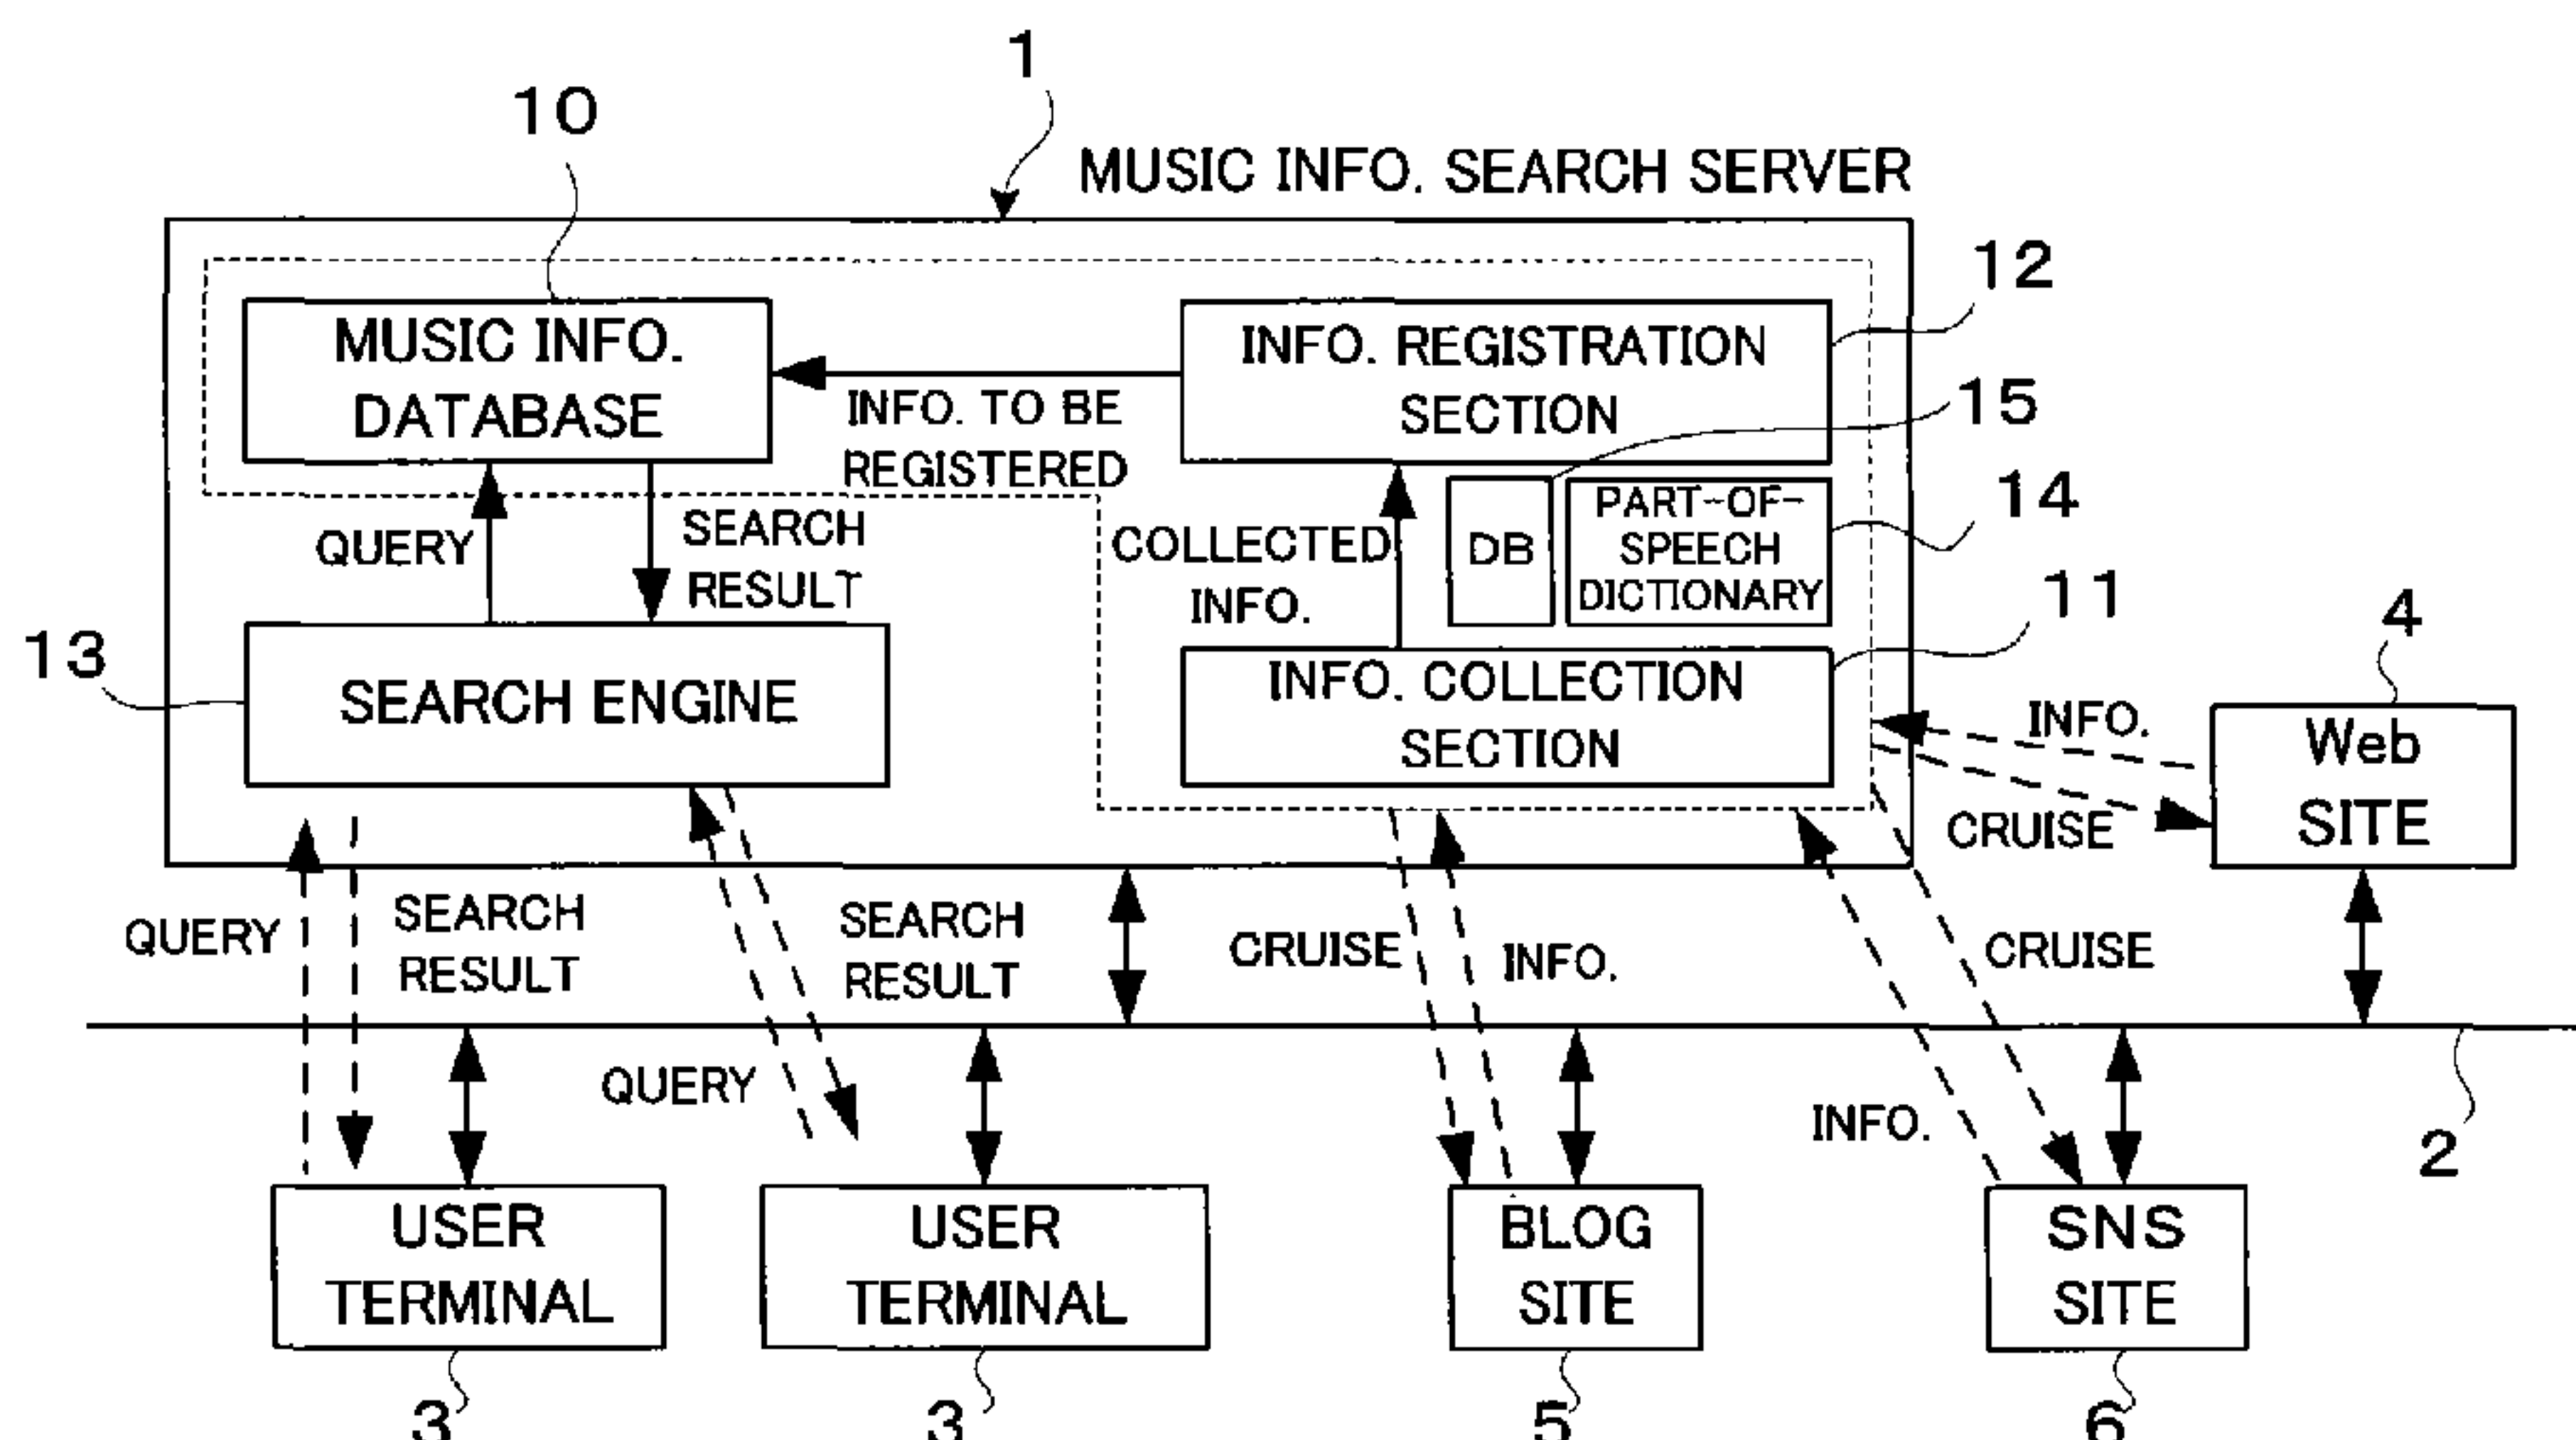 1
10
MUSIC INFO. SEARCH SERVER
12
MUSIC INFO.
DATABASE
INFO. REGISTRATION
SECTION
INFO. TO BE
REGISTERED
15
14
DB
PART-OF-
SPEECH
DICTIONARY
QUERY
SEARCH
RESULT
COLLECTED
INFO.
11
13
SEARCH ENGINE
INFO. COLLECTION
SECTION
4
INFO.
CRUISE
Web
SITE
QUERY
SEARCH
RESULT
SEARCH
RESULT
QUERY
CRUISE
INFO.
CRUISE
INFO.
2
USER
TERMINAL
USER
TERMINAL
BLOG
SITE
SNS
SITE
3
3
5
6